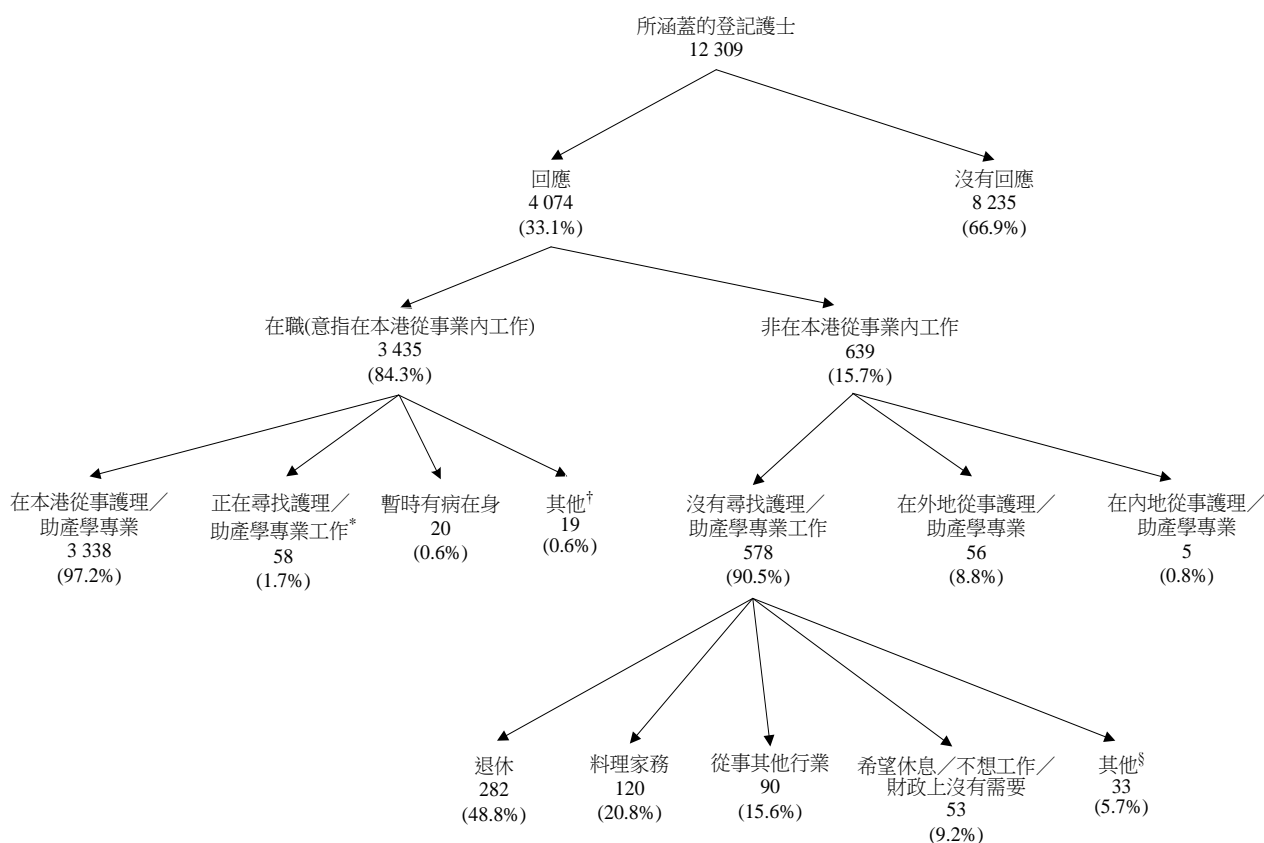 所涵蓋的登記護士
12 309
回應
4 074
(33.1%)
沒有回應
8 235
(66.9%)
在職(意指在本港從事業內工作)
3 435
(84.3%)
非在本港從事業內工作
639
(15.7%)
在本港從事護理／
助產學專業
3 338
(97.2%)
正在尋找護理／
助產學專業工作*
58
(1.7%)
暫時有病在身
20
(0.6%)
其他†
19
(0.6%)
沒有尋找護理／
助產學專業工作
578
(90.5%)
在外地從事護理／
助產學專業
56
(8.8%)
在內地從事護理／
助產學專業
5
(0.8%)
退休
282
(48.8%)
料理家務
120
(20.8%)
從事其他行業
90
(15.6%)
希望休息／不想工作／
財政上沒有需要
53
(9.2%)
其他§
33
(5.7%)